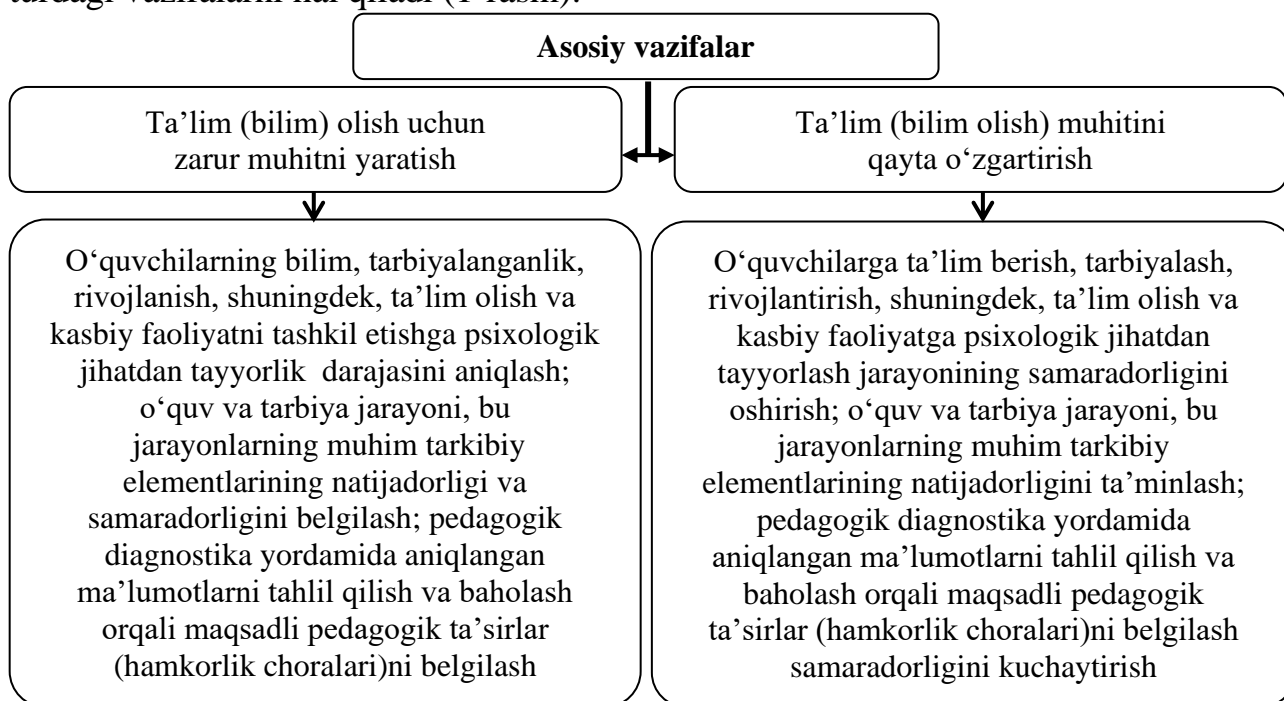 turdagi vazifalarni hal qiladi (1-rasm).
Asosiy vazifalar
Ta’lim (bilim) olish uchun
zarur muhitni yaratish
Ta’lim (bilim olish) muhitini
qayta o‘zgartirish
O‘quvchilarning bilim, tarbiyalanganlik,
rivojlanish, shuningdek, ta’lim olish va
kasbiy faoliyatni tashkil etishga psixologik
jihatdan tayyorlik darajasini aniqlash;
o‘quv va tarbiya jarayoni, bu
jarayonlarning muhim tarkibiy
elementlarining natijadorligi va
samaradorligini belgilash; pedagogik
diagnostika yordamida aniqlangan
ma’lumotlarni tahlil qilish va baholash
orqali maqsadli pedagogik ta’sirlar
(hamkorlik choralari)ni belgilash
O‘quvchilarga ta’lim berish, tarbiyalash,
rivojlantirish, shuningdek, ta’lim olish va
kasbiy faoliyatga psixologik jihatdan
tayyorlash jarayonining samaradorligini
oshirish; o‘quv va tarbiya jarayoni, bu
jarayonlarning muhim tarkibiy
elementlarining natijadorligini ta’minlash;
pedagogik diagnostika yordamida
aniqlangan ma’lumotlarni tahlil qilish va
baholash orqali maqsadli pedagogik
ta’sirlar (hamkorlik choralari)ni belgilash
samaradorligini kuchaytirish